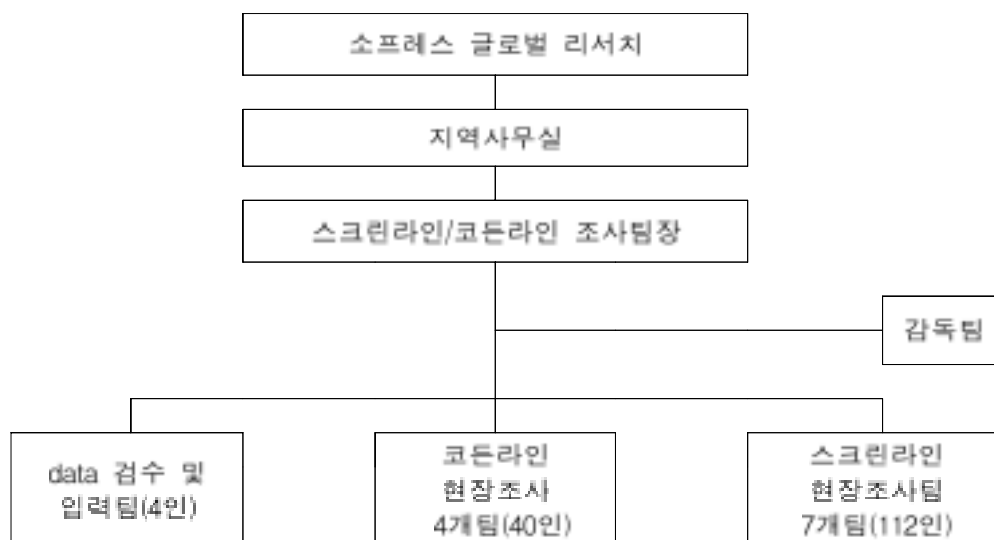 소프레스 글로벌 리서치
지역사무실
스크린라인/코든라인 조사팀장
감독팀
data 검수 및
입력팀(4인)
코든라인
현장조사
4개팀(40인)
스크린라인
현장조사팀
7개팀(112인)